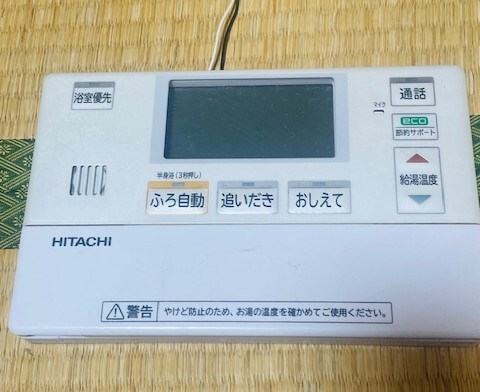 浴室優先
通話
マイク
eco
節約サポート
半身浴(3秒押し)
ふろ自動
追いだき
おしえて
給湯温度
HITACHI
警告
やけど防止のため、お湯の温度を確かめてご使用ください。